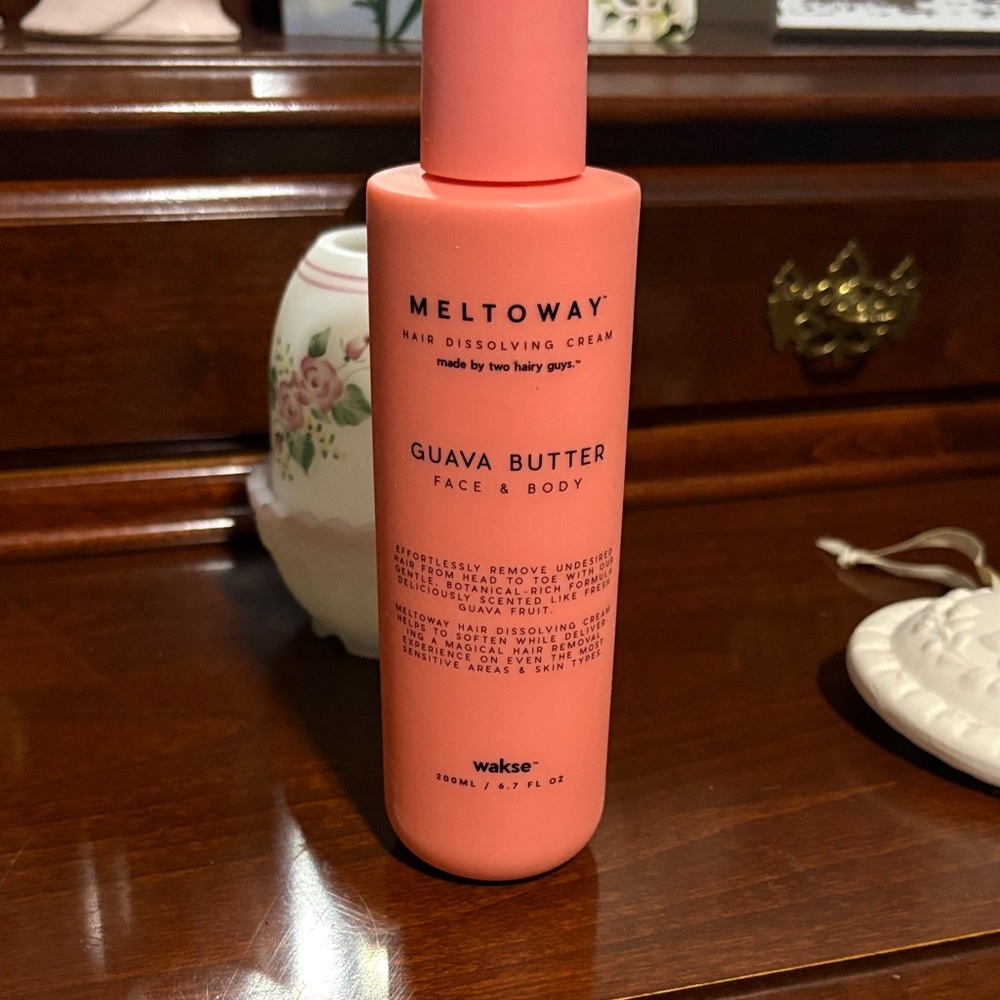 MELTOWAY™
HAIR DISSOLVING CREAM
made by two hairy guys.™
GUAVA BUTTER
FACE & BODY
EFFORTLESSLY REMOVE UNDESIRED
HAIR FROM HEAD TO TOE WITH OUR
GENTLE, BOTANICAL-RICH FORMULA
DELICIOUSLY SCENTED LIKE FRESH
GUAVA FRUIT.
MELTOWAY HAIR DISSOLVING CREAM
HELPS TO SOFTEN WHILE DELIVER-
ING A MAGICAL HAIR REMOVAL
EXPERIENCE ON EVEN THE MOST
SENSITIVE AREAS & SKIN TYPES.
wakse™
200ML / 6.7 FL OZ